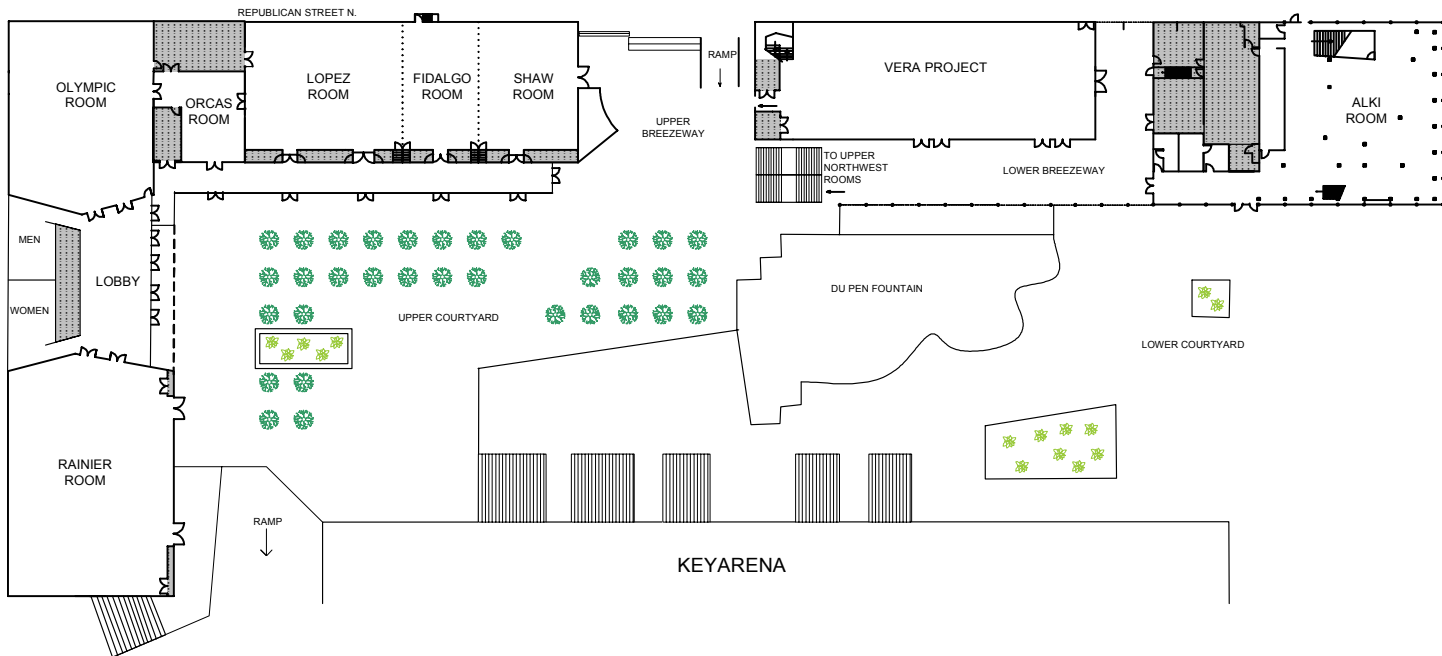 REPUBLICAN STREET N.
OLYMPIC
ROOM
ORCAS
ROOM
LOPEZ
ROOM
FIDALGO
ROOM
SHAW
ROOM
UPPER
BREEZEWAY
RAMP
VERA PROJECT
ALKI
ROOM
TO UPPER
NORTHWEST
ROOMS
LOWER BREEZEWAY
MEN
WOMEN
LOBBY
UPPER COURTYARD
DU PEN FOUNTAIN
LOWER COURTYARD
RAINIER
ROOM
RAMP
KEYARENA